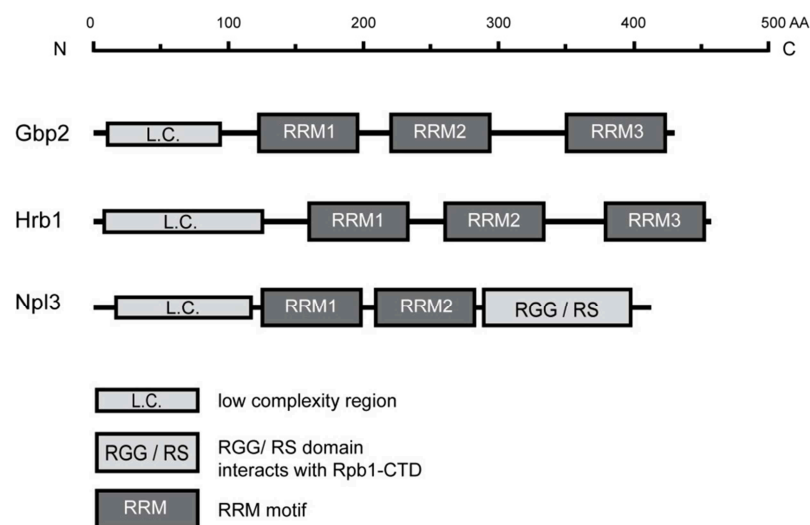 0 100 200 300 400 500 AA
N C
Gbp2 L.C. RRM1 RRM2 RRM3
Hrb1 L.C. RRM1 RRM2 RRM3
Npl3 L.C. RRM1 RRM2 RGG / RS
L.C. low complexity region
RGG / RS RGG/ RS domain
interacts with Rpb1-CTD
RRM RRM motif